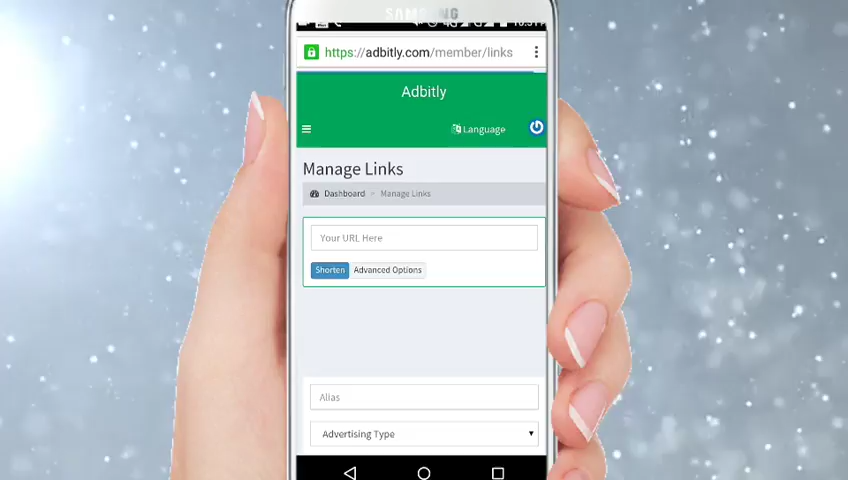 SAMSUNG
https://adbitly.com/member/links
Adbitly
Language
Manage Links
Dashboard > Manage Links
Your URL Here
Shorten Advanced Options
Alias
Advertising Type